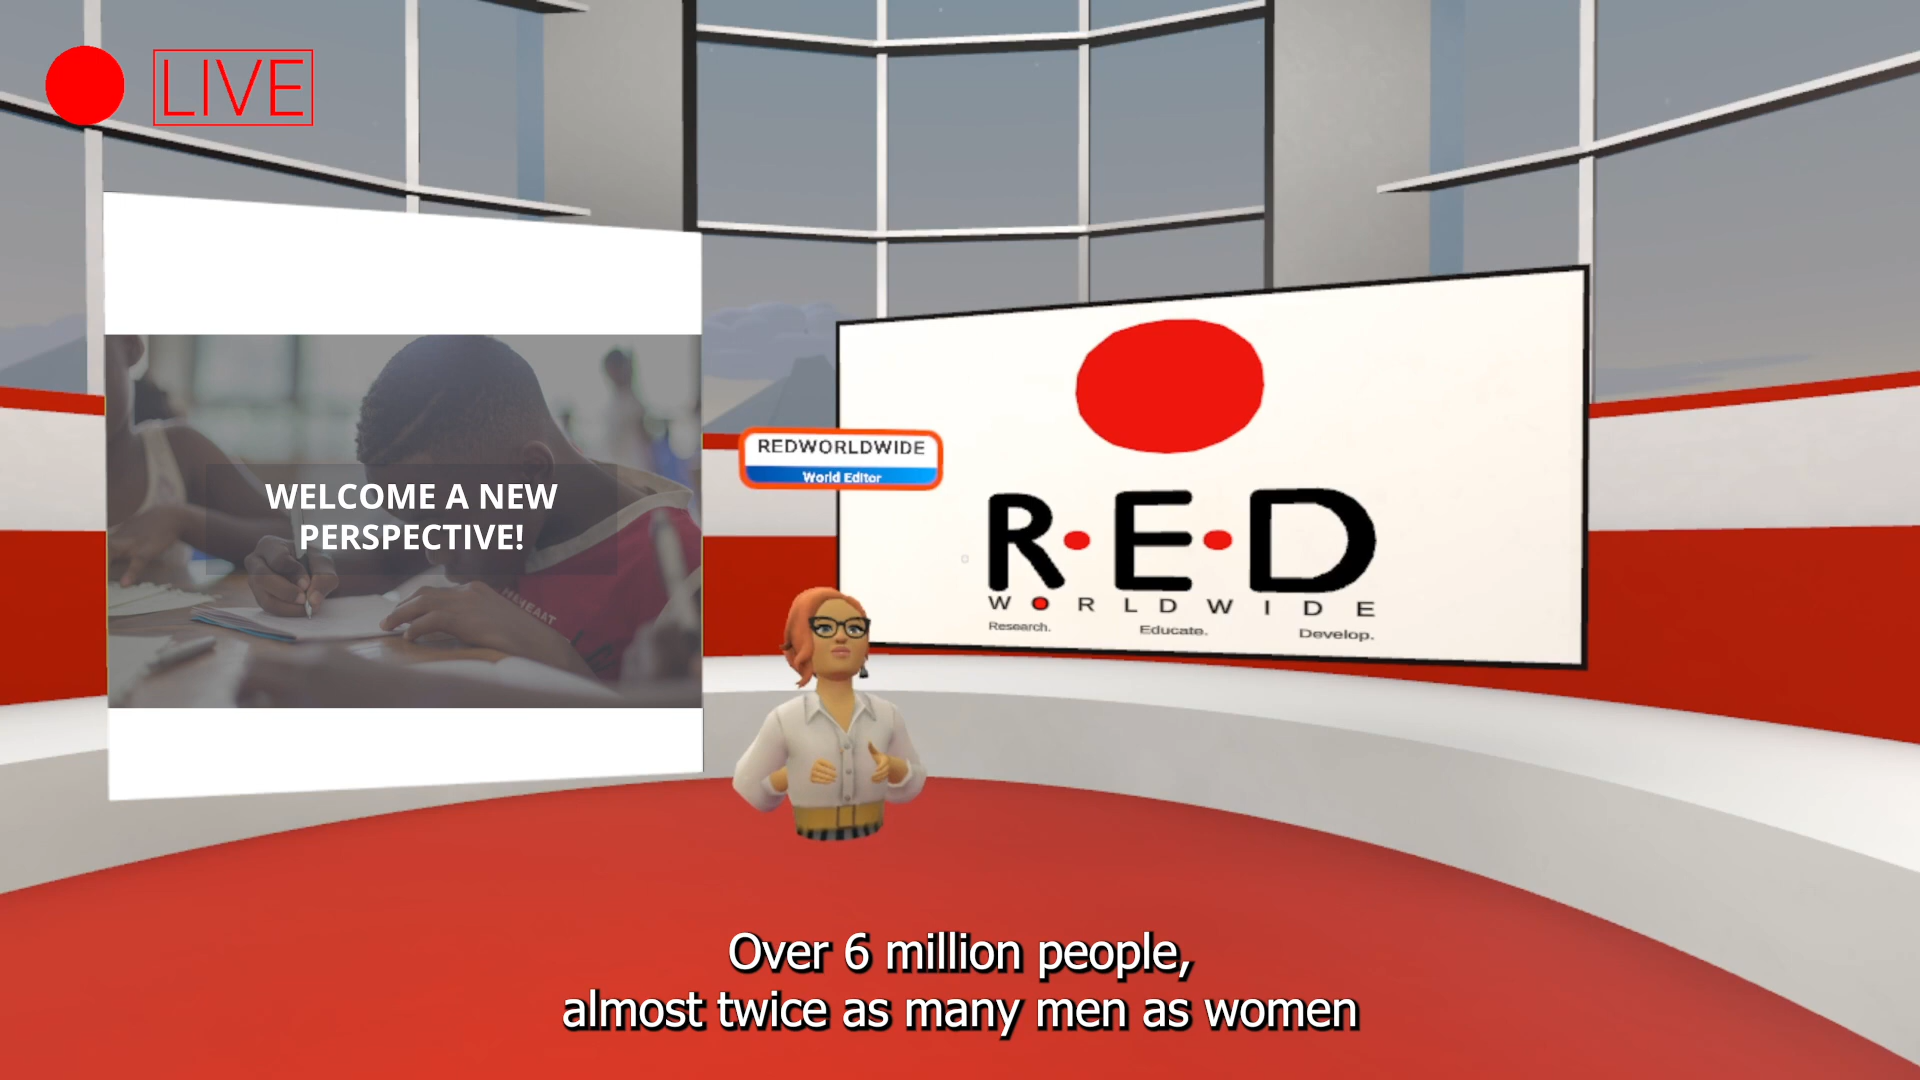 LIVE
WELCOME A NEW
PERSPECTIVE!
REDWORLDWIDE
World Editor
R·E·D
WORLDWIDE
Research. Educate. Develop.
Over 6 million people,
almost twice as many men as women